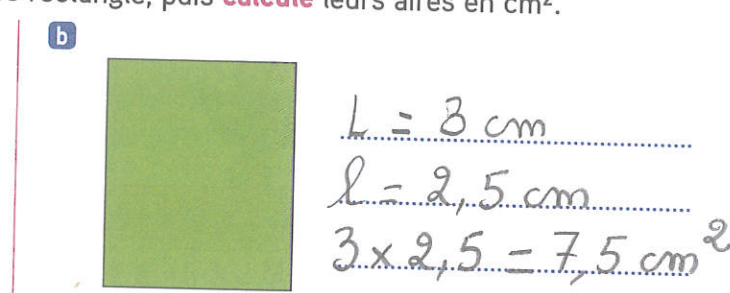 rectangle, puis calcule leurs aires en cm².
b
L = 3 cm
l = 2,5 cm
3 x 2,5 = 7,5 cm²